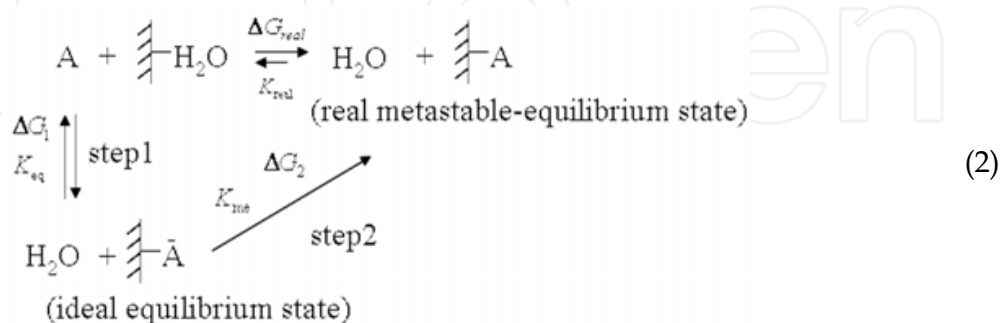 en
ΔG_real
A + H₂O ⇌ H₂O + A
K_real
(real metastable-equilibrium state)
ΔG₁
K_eq
step1
ΔG₂
K_me
step2
(2)
H₂O + Ā
(ideal equilibrium state)